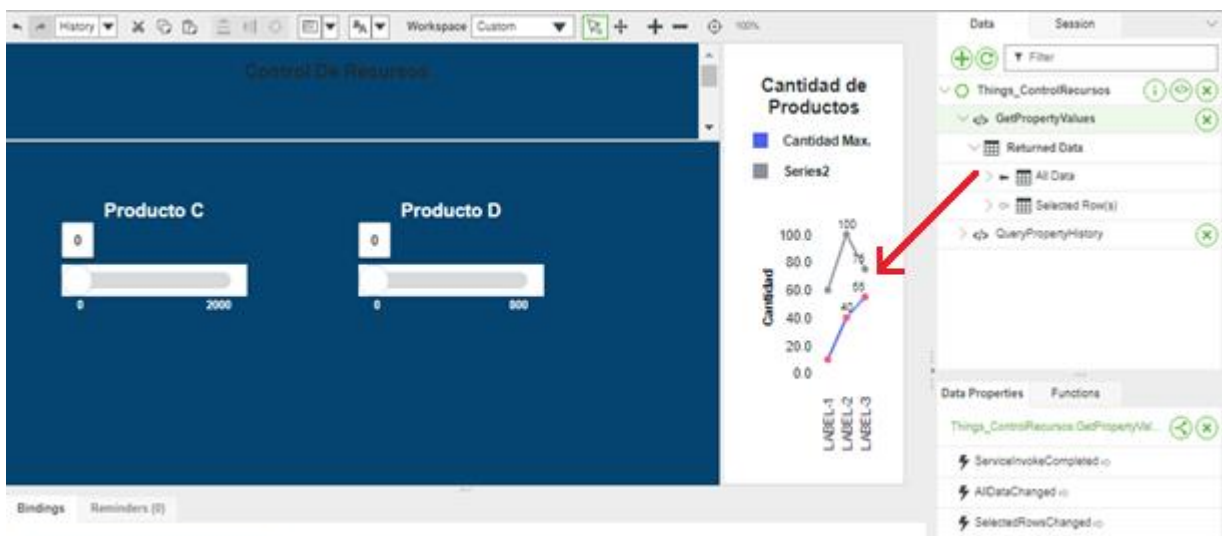 History
Workspace Custom
100%
Control De Recursos
Producto C
0
0
2000
Producto D
0
0
800
Cantidad de
Productos
Cantidad Max.
Series2
Cantidad
100.0
80.0
60.0
40.0
20.0
0.0
100
75
55
40
LABEL-1
LABEL-2
LABEL-3
Data Session
Filter
Things_ControlRecursos
GetPropertyValues
Returned Data
All Data
Selected Row(s)
QueryPropertyHistory
Data Properties Functions
Things_ControlRecursos:GetPropertyVal...
ServiceInvokeCompleted
AllDataChanged
SelectedRowsChanged
Bindings Reminders (0)